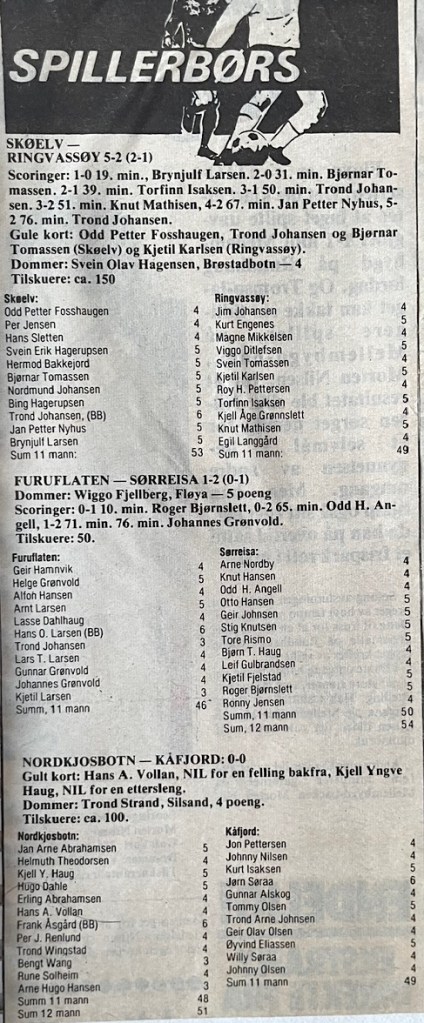 SPILLERBØRS
SKØELV —
RINGVASSØY 5-2 (2-1)
Scoringer: 1-0 19. min., Brynjulf Larsen. 2-0 31. min. Bjørnar To-
massen. 2-1 39. min. Torfinn Isaksen. 3-1 50. min. Trond Johan-
sen. 3-2 51. min. Knut Mathisen, 4-2 67. min. Jan Petter Nyhus, 5-
2 76. min. Trond Johansen.
Gule kort: Odd Petter Fosshaugen, Trond Johansen og Bjørnar
Tomassen (Skøelv) og Kjetil Karlsen (Ringvassøy).
Dommer: Svein Olav Hagensen, Brøstadbotn — 4
Tilskuere: ca. 150
Skøelv:
Odd Petter Fosshaugen 4
Per Jensen 4
Hans Sletten 4
Svein Erik Hagerupsen 5
Hermod Bakkejord 5
Bjørnar Tomassen 5
Nordmund Johansen 5
Bing Hagerupsen 5
Trond Johansen, (BB) 6
Jan Petter Nyhus 5
Brynjulf Larsen 5
Sum 11 mann: 53
Ringvassøy:
Jim Johansen 4
Kurt Engenes 4
Magne Mikkelsen 4
Viggo Ditlefsen 5
Svein Tomassen 4
Kjetil Karlsen 5
Roy H. Pettersen 4
Torfinn Isaksen 5
Kjell Åge Grønnslett 4
Knut Mathisen 5
Egil Langgård 5
Sum 11 mann: 49
FURUFLATEN — SØRREISA 1-2 (0-1)
Dommer: Wiggo Fjellberg, Fløya — 5 poeng
Scoringer: 0-1 10. min. Roger Bjørnslett, 0-2 65. min. Odd H. An-
gell, 1-2 71. min. 76. min. Johannes Grønvold.
Tilskuere: 50.
Furuflaten:
Geir Hamnvik 4
Helge Grønvold 5
Alfon Hansen 4
Arnt Larsen 5
Lasse Dahlhaug 4
Hans O. Larsen (BB) 6
Trond Johansen 3
Lars T. Larsen 4
Gunnar Grønvold 4
Johannes Grønvold 4
Kjetil Larsen 3
Summ, 11 mann 46
Sørreisa:
Arne Nordby 4
Knut Hansen 4
Odd H. Angell 4
Otto Hansen 5
Geir Johnsen 5
Stig Knutsen 5
Tore Rismo 5
Bjørn T. Haug 4
Leif Gulbrandsen 4
Kjetil Fjelstad 5
Roger Bjørnslett 5
Ronny Jensen 4
Summ, 11 mann 50
Sum, 12 mann 54
NORDKJOSBOTN — KÅFJORD: 0-0
Gult kort: Hans A. Vollan, NIL for en felling bakfra, Kjell Yngve
Haug, NIL for en ettersleng.
Dommer: Trond Strand, Silsand, 4 poeng.
Tilskuere: ca. 100.
Nordkjosbotn:
Jan Arne Abrahamsen 5
Helmuth Theodorsen 4
Kjell Y. Haug 5
Hugo Dahle 5
Erling Abrahamsen 4
Hans A. Vollan 4
Frank Åsgård (BB) 6
Per J. Renlund 4
Trond Wingstad 4
Bengt Wang 3
Rune Solheim 4
Arne Hugo Hansen 3
Summ 11 mann 48
Sum 12 mann 51
Kåfjord:
Jon Pettersen 4
Johnny Nilsen 4
Kurt Isaksen 5
Jørn Søraa 6
Gunnar Alskog 4
Tommy Olsen 5
Trond Arne Johnsen 4
Geir Olav Olsen 4
Øyvind Eliassen 5
Willy Søraa 4
Johnny Olsen 4
Sum 11 mann 49